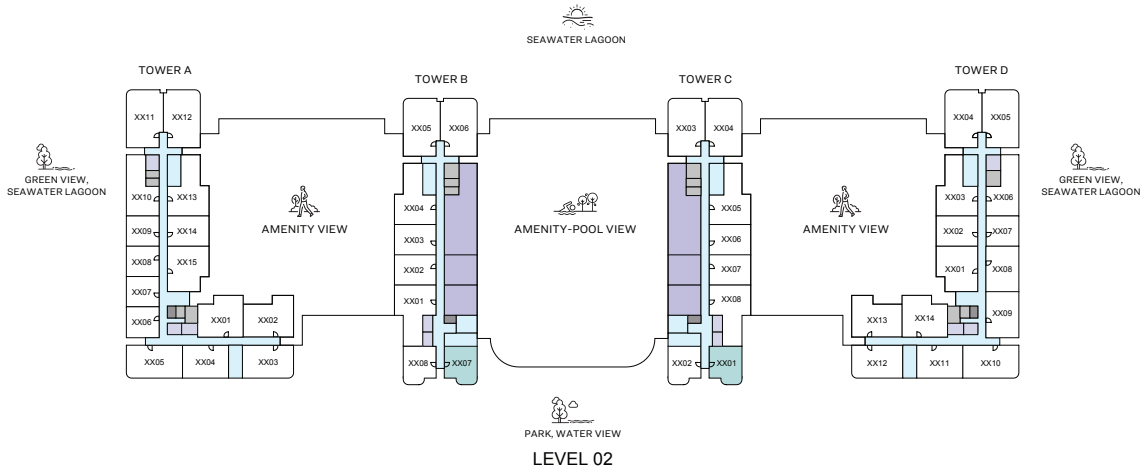 SEAWATER LAGOON
TOWER A
TOWER B
TOWER C
TOWER D
XX11
XX12
XX05
XX06
XX03
XX04
XX04
XX05
GREEN VIEW,
SEAWATER LAGOON
GREEN VIEW,
SEAWATER LAGOON
XX10
XX13
XX04
XX05
XX03
XX06
AMENITY VIEW
AMENITY-POOL VIEW
AMENITY VIEW
XX09
XX14
XX03
XX06
XX02
XX07
XX08
XX15
XX02
XX07
XX01
XX08
XX07
XX01
XX08
XX06
XX01
XX02
XX13
XX14
XX09
XX05
XX04
XX03
XX08
XX07
XX02
XX01
XX12
XX11
XX10
PARK, WATER VIEW
LEVEL 02